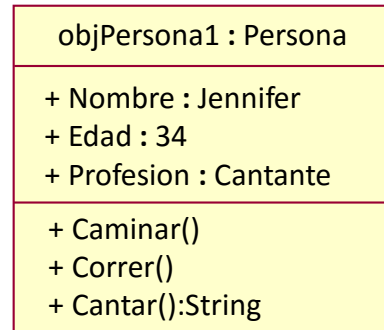 objPersona1 : Persona
+ Nombre : Jennifer
+ Edad : 34
+ Profesion : Cantante
+ Caminar()
+ Correr()
+ Cantar():String